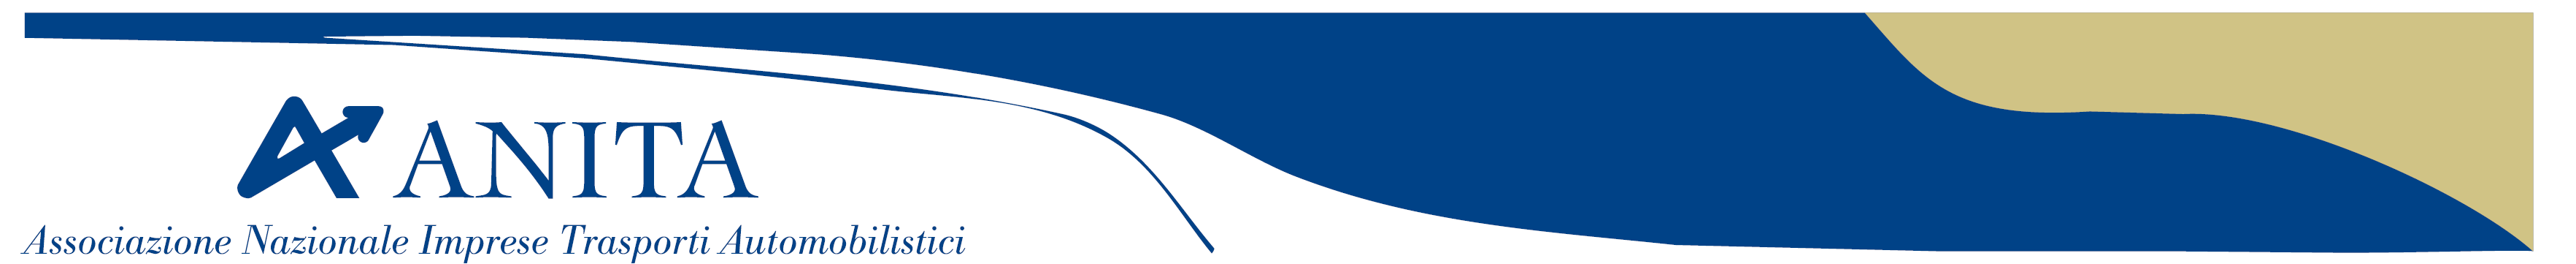 ANITA
Associazione Nazionale Imprese Trasporti Automobilistici